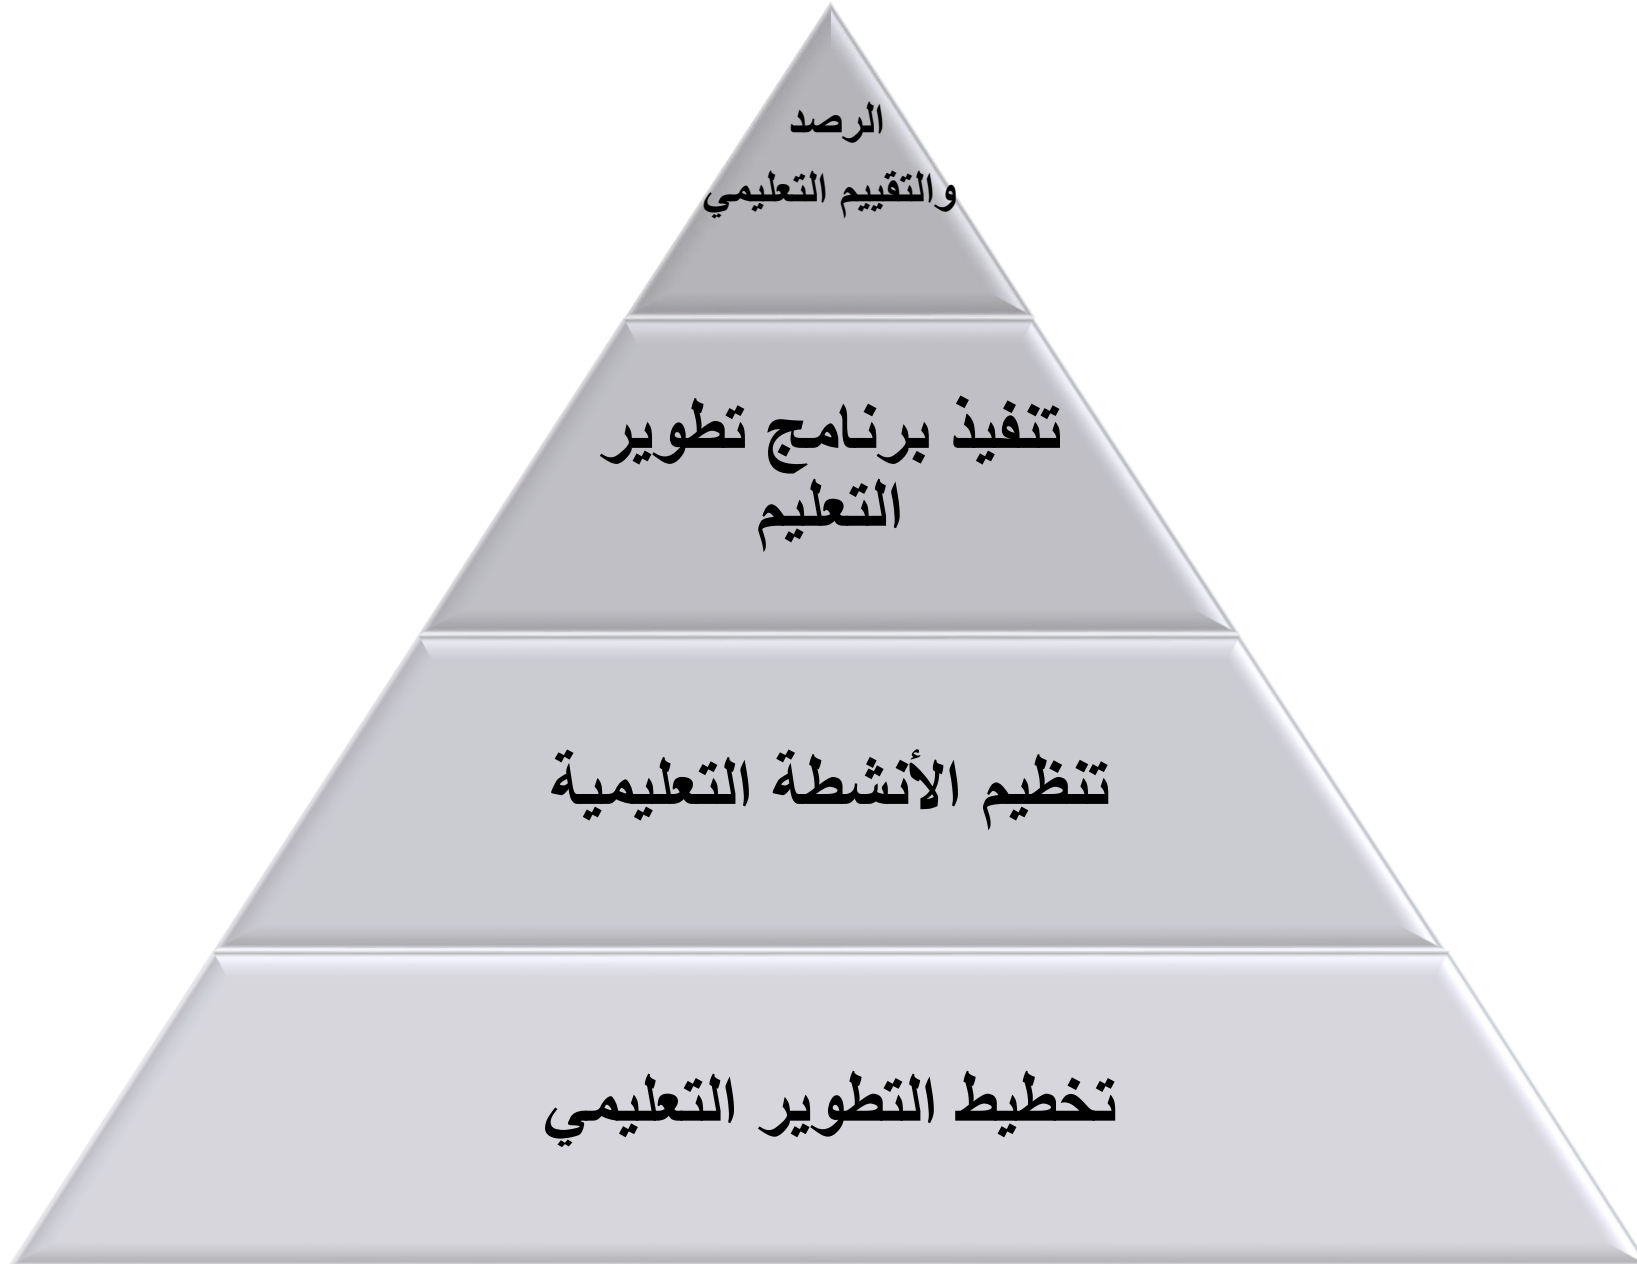 الرصد
والتقييم التعليمي
تنفيذ برنامج تطوير
التعليم
تنظيم الأنشطة التعليمية
تخطيط التطوير التعليمي